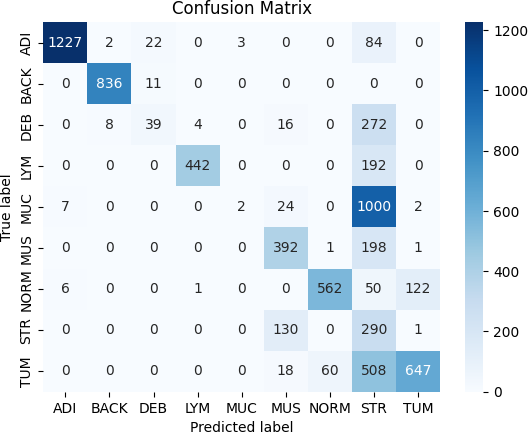 Confusion Matrix
True label
ADI 1227 2 22 0 3 0 0 84 0
BACK 0 836 11 0 0 0 0 0 0
DEB 0 8 39 4 0 16 0 272 0
LYM 0 0 0 442 0 0 0 192 0
MUC 7 0 0 0 2 24 0 1000 2
MUS 0 0 0 0 0 392 1 198 1
NORM 6 0 0 1 0 0 562 50 122
STR 0 0 0 0 0 130 0 290 1
TUM 0 0 0 0 0 18 60 508 647
ADI BACK DEB LYM MUC MUS NORM STR TUM
Predicted label
1200
1000
800
600
400
200
0